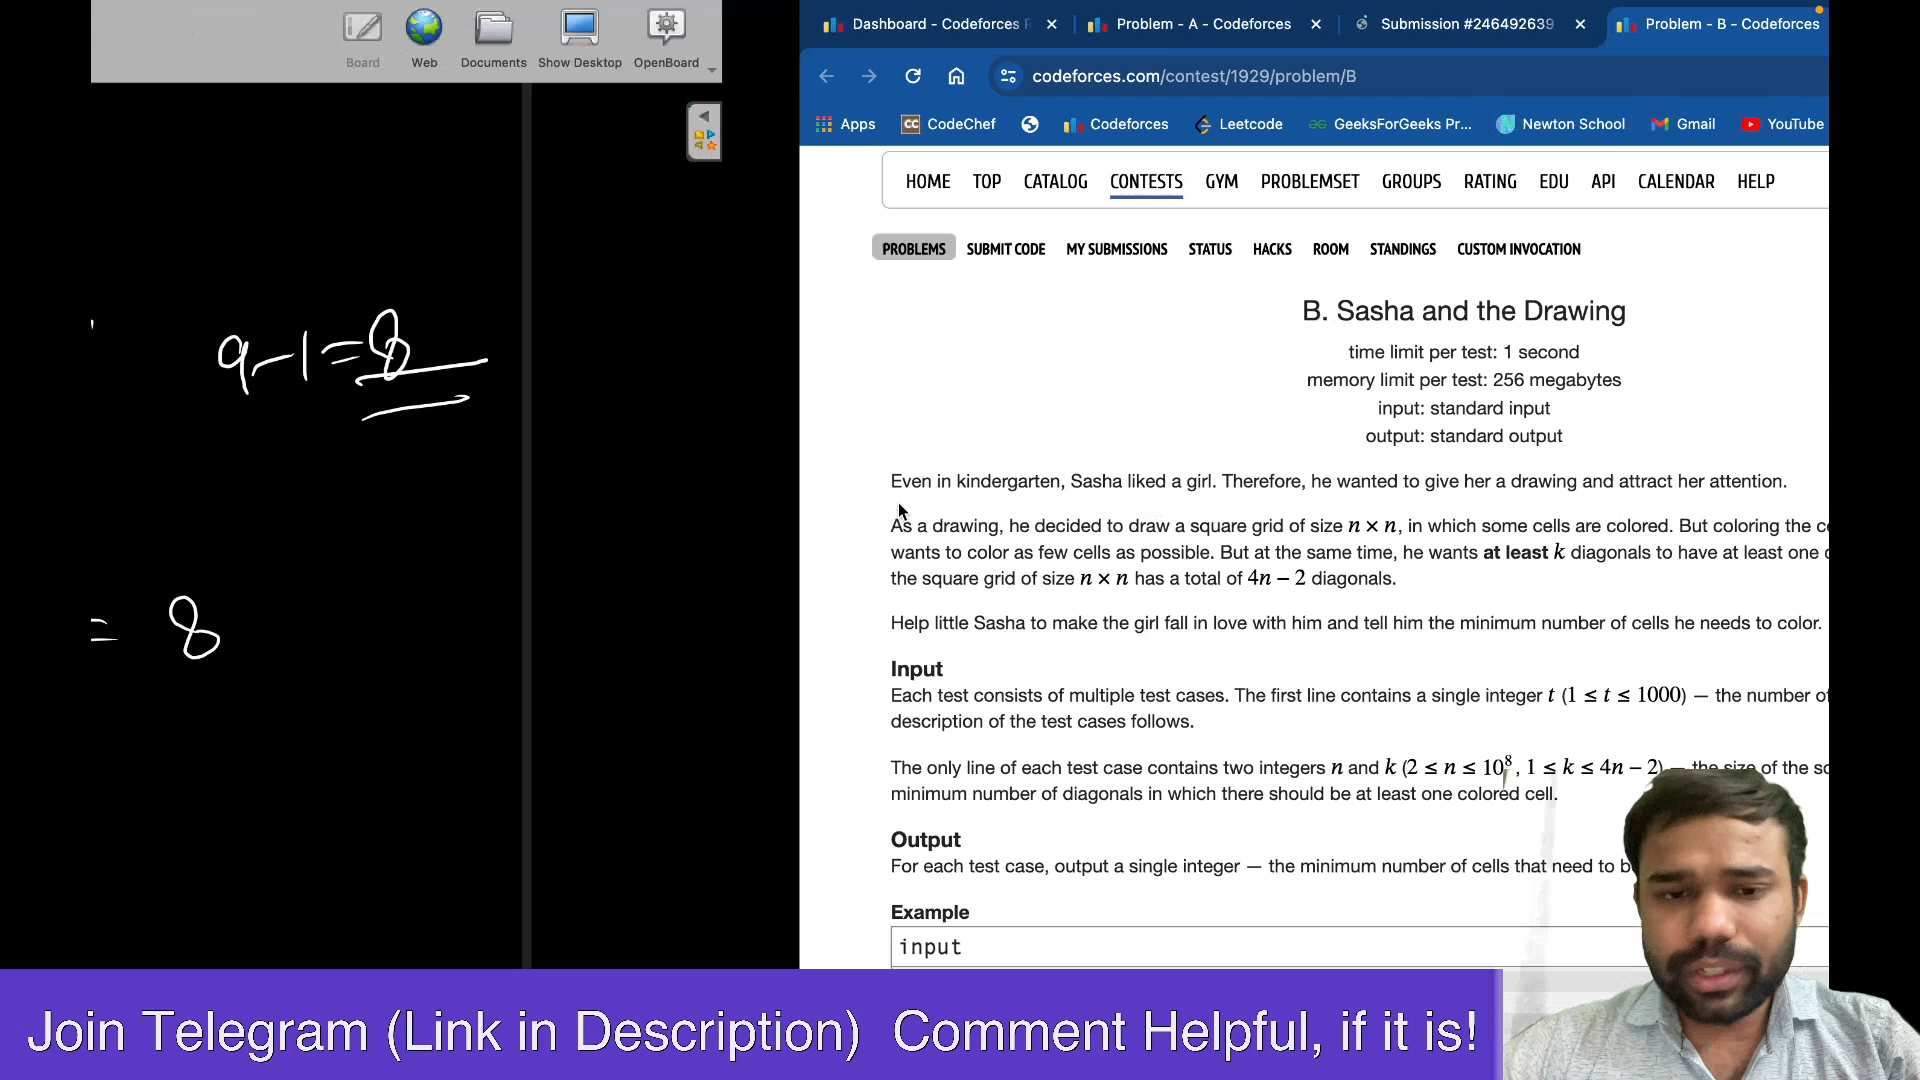 Board
Web
Documents
Show Desktop
OpenBoard
9-1=8
= 8
Dashboard - Codeforces R
Problem - A - Codeforces
Submission #246492639
Problem - B - Codeforces
codeforces.com/contest/1929/problem/B
Apps
CodeChef
Codeforces
Leetcode
GeeksForGeeks Pr...
Newton School
Gmail
YouTube
HOME TOP CATALOG CONTESTS GYM PROBLEMSET GROUPS RATING EDU API CALENDAR HELP
PROBLEMS SUBMIT CODE MY SUBMISSIONS STATUS HACKS ROOM STANDINGS CUSTOM INVOCATION
B. Sasha and the Drawing
time limit per test: 1 second
memory limit per test: 256 megabytes
input: standard input
output: standard output
Even in kindergarten, Sasha liked a girl. Therefore, he wanted to give her a drawing and attract her attention.
As a drawing, he decided to draw a square grid of size n × n, in which some cells are colored. But coloring the
wants to color as few cells as possible. But at the same time, he wants at least k diagonals to have at least one
the square grid of size n × n has a total of 4n − 2 diagonals.
Help little Sasha to make the girl fall in love with him and tell him the minimum number of cells he needs to color.
Input
Each test consists of multiple test cases. The first line contains a single integer t (1 ≤ t ≤ 1000) — the number of
description of the test cases follows.
The only line of each test case contains two integers n and k (2 ≤ n ≤ 10⁸, 1 ≤ k ≤ 4n − 2) — the size of the
minimum number of diagonals in which there should be at least one colored cell.
Output
For each test case, output a single integer — the minimum number of cells that need to
Example
input
Join Telegram (Link in Description) Comment Helpful, if it is!